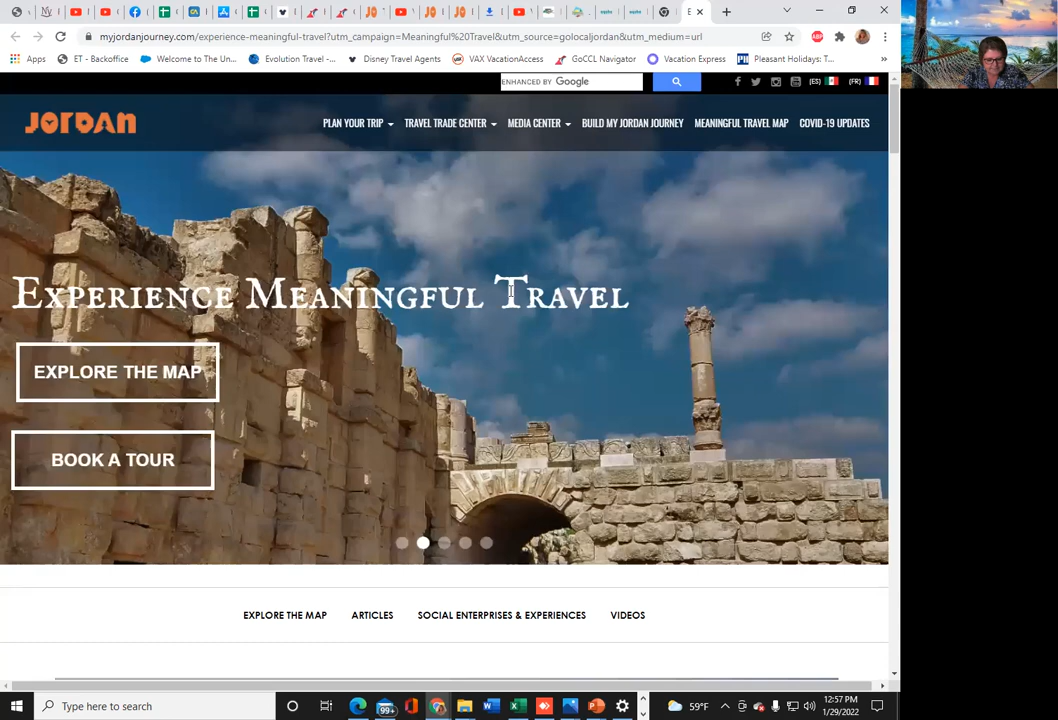 myjordanjourney.com/experience-meaningful-travel?utm_campaign=Meaningful%20Travel&utm_source=golocaljordan&utm_medium=url
Apps ET - Backoffice Welcome to The Un... Evolution Travel -... Disney Travel Agents VAX VacationAccess GoCCL Navigator Vacation Express Pleasant Holidays: T... »
ENHANCED BY Google (ES) (FR)
JORDAN PLAN YOUR TRIP TRAVEL TRADE CENTER MEDIA CENTER BUILD MY JORDAN JOURNEY MEANINGFUL TRAVEL MAP COVID-19 UPDATES
Experience Meaningful Travel
EXPLORE THE MAP
BOOK A TOUR
EXPLORE THE MAP ARTICLES SOCIAL ENTERPRISES & EXPERIENCES VIDEOS
Type here to search 99+ 59°F 12:57 PM
1/29/2022